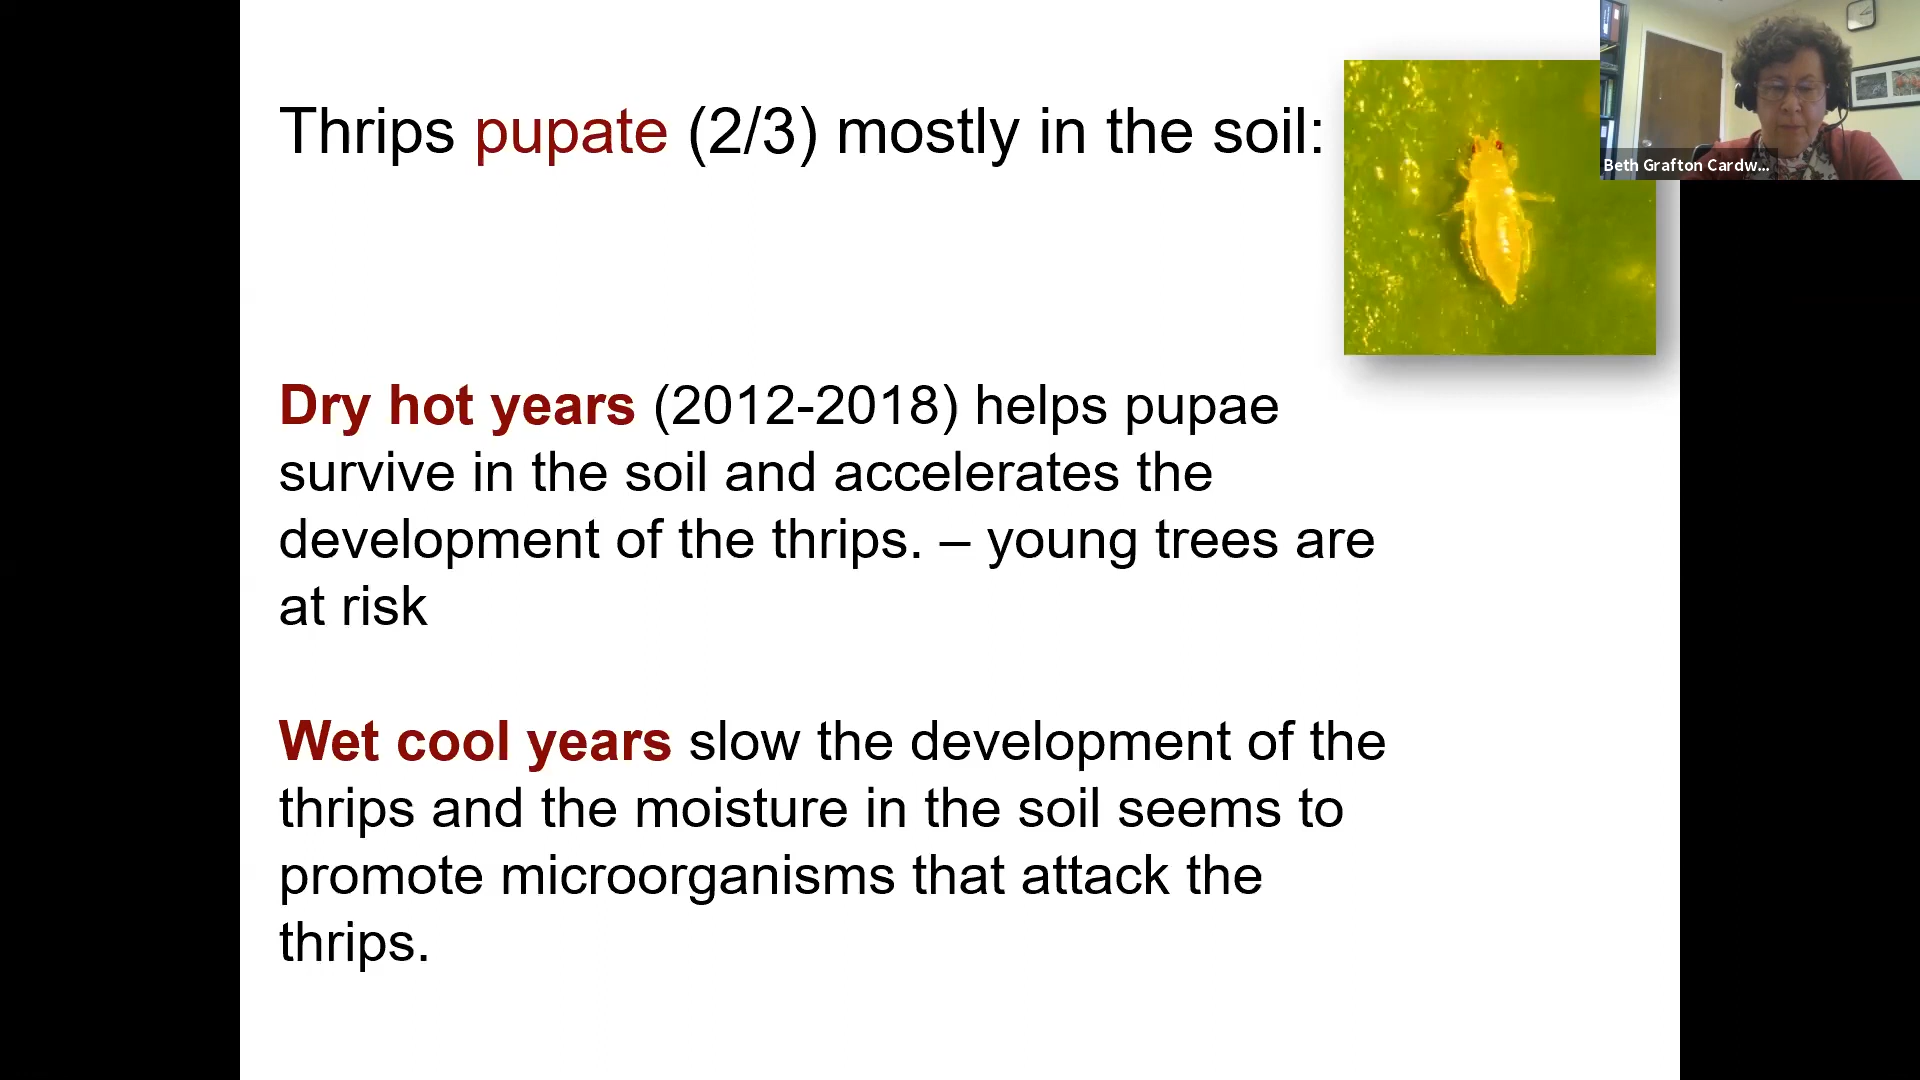 Thrips pupate (2/3) mostly in the soil:
Beth Grafton Cardw...
Dry hot years (2012-2018) helps pupae
survive in the soil and accelerates the
development of the thrips. – young trees are
at risk
Wet cool years slow the development of the
thrips and the moisture in the soil seems to
promote microorganisms that attack the
thrips.